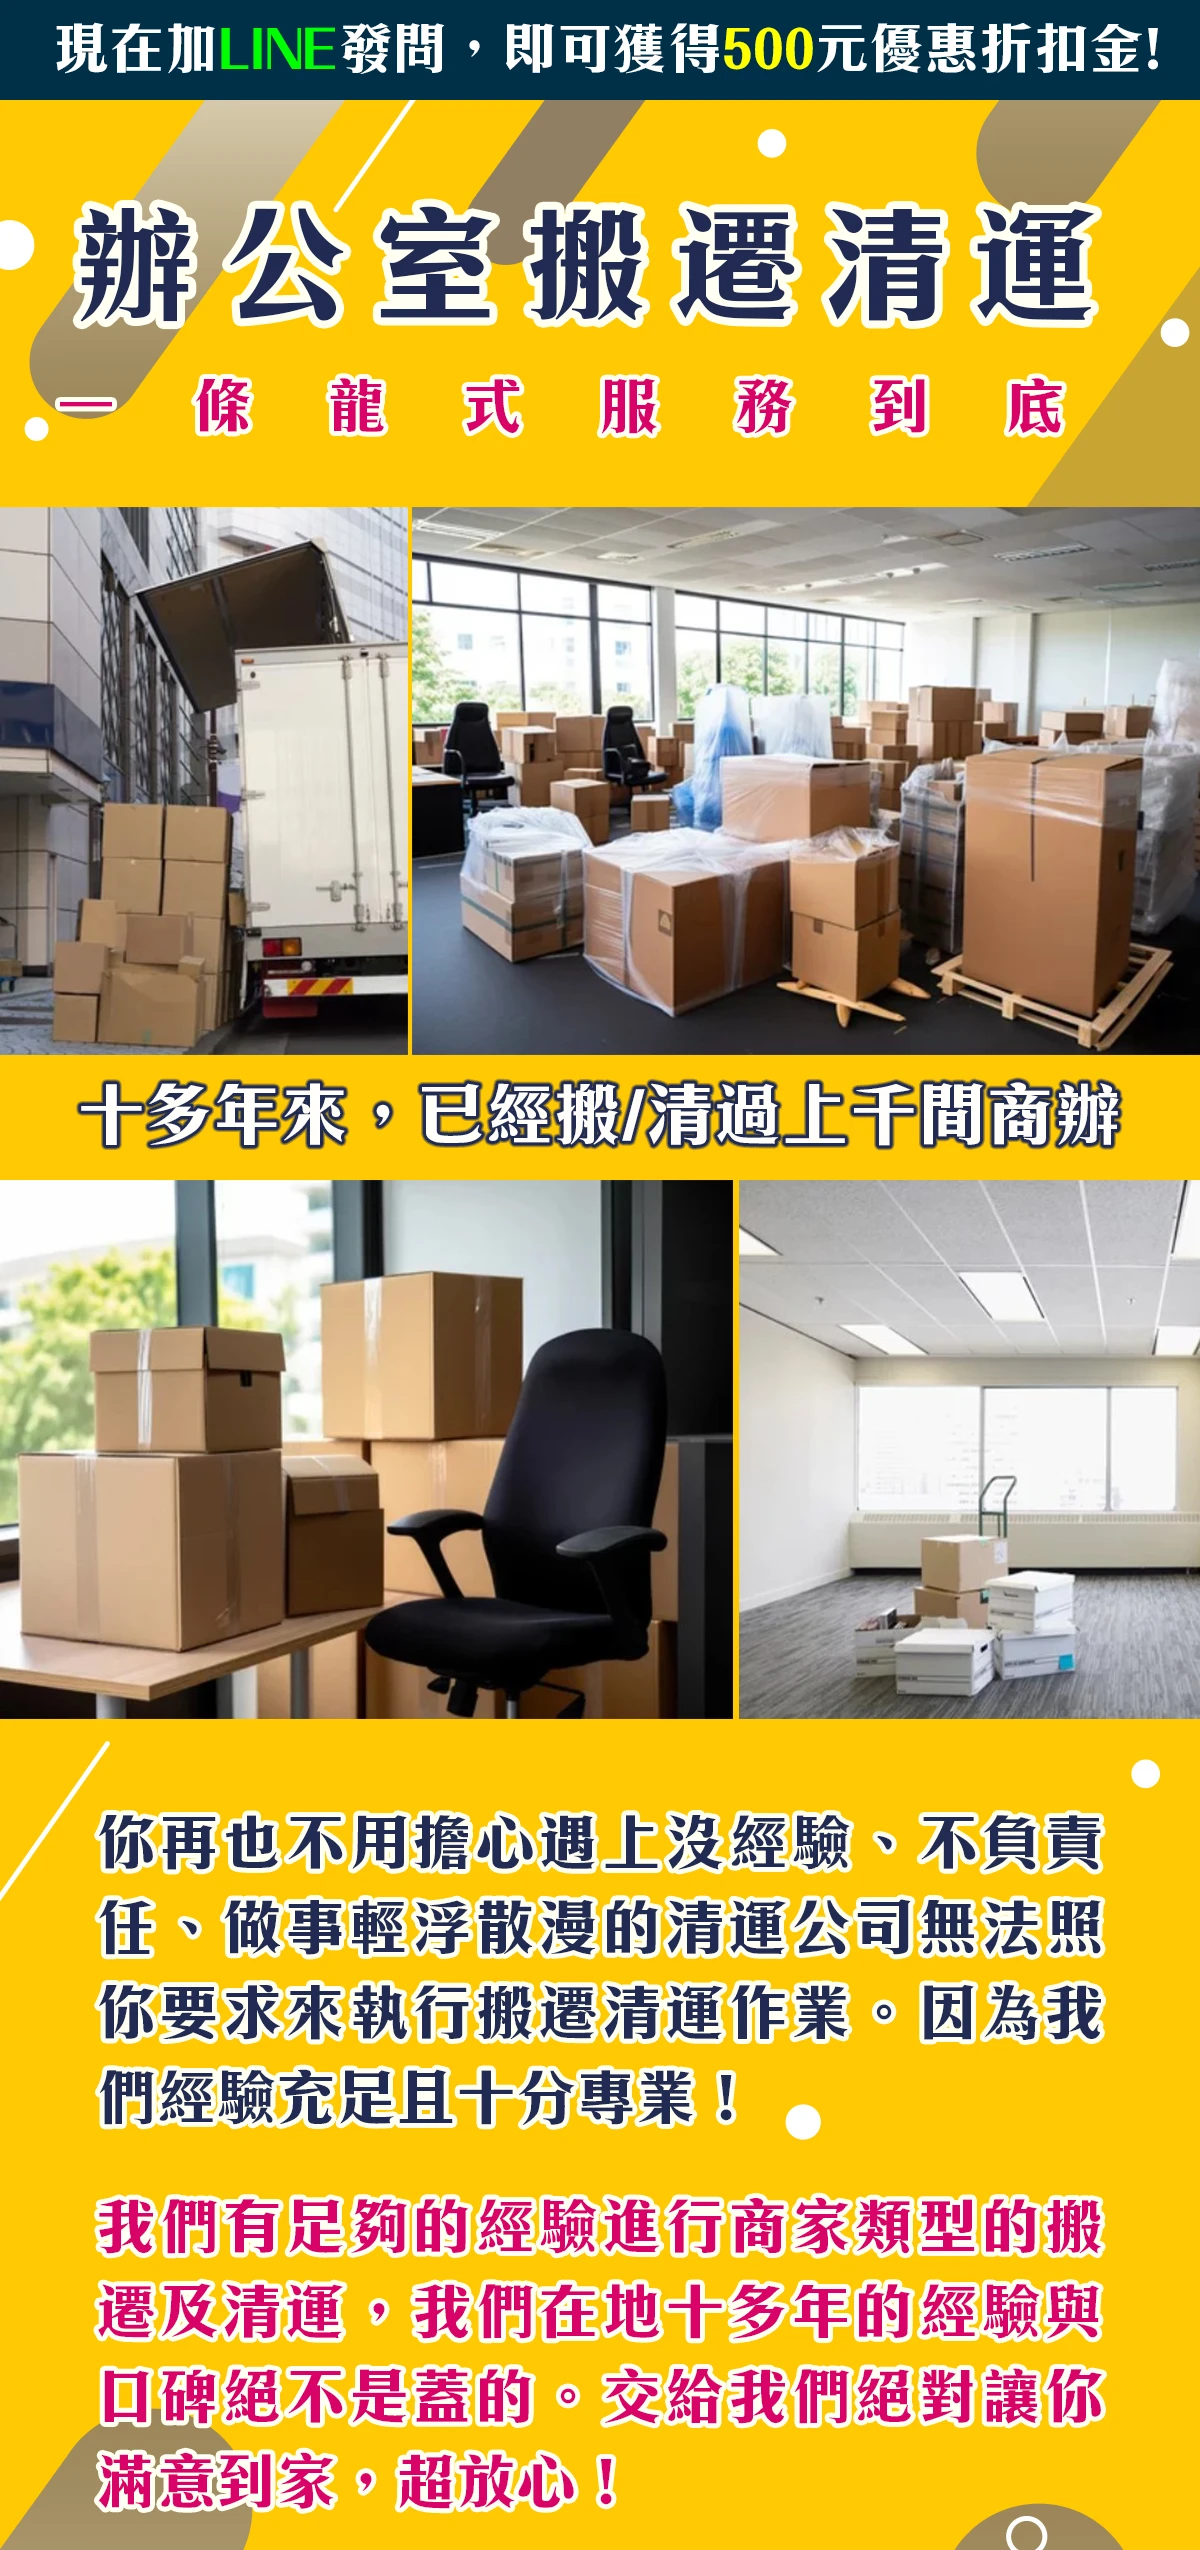 現在加LINE發問，即可獲得500元優惠折扣金!
辦公室搬遷清運
一條龍式服務到底
十多年來，已經搬/清過上千間商辦
你再也不用擔心遇上沒經驗、不負責
任、做事輕浮散漫的清運公司無法照
你要求來執行搬遷清運作業。因為我
們經驗充足且十分專業！
我們有足夠的經驗進行商家類型的搬
遷及清運，我們在地十多年的經驗與
口碑絕不是蓋的。交給我們絕對讓你
滿意到家，超放心！